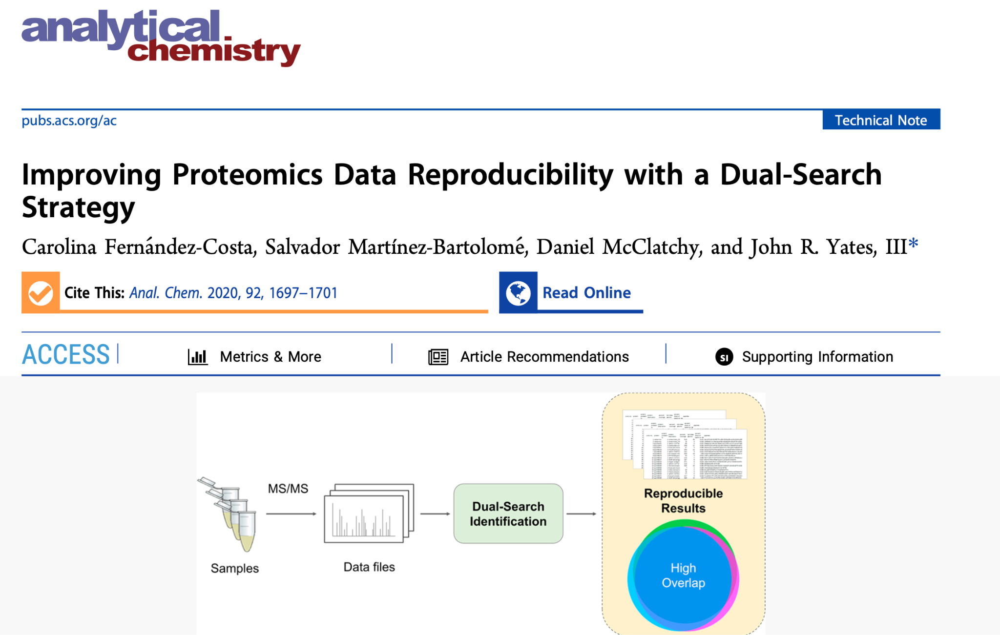 analytical
chemistry
pubs.acs.org/ac
Technical Note
Improving Proteomics Data Reproducibility with a Dual-Search
Strategy
Carolina Fernández-Costa, Salvador Martínez-Bartolomé, Daniel McClatchy, and John R. Yates, III*
Cite This: Anal. Chem. 2020, 92, 1697–1701
Read Online
ACCESS
Metrics & More
Article Recommendations
SI Supporting Information
MS/MS
Samples
Data files
Dual-Search
Identification
Reproducible
Results
High
Overlap